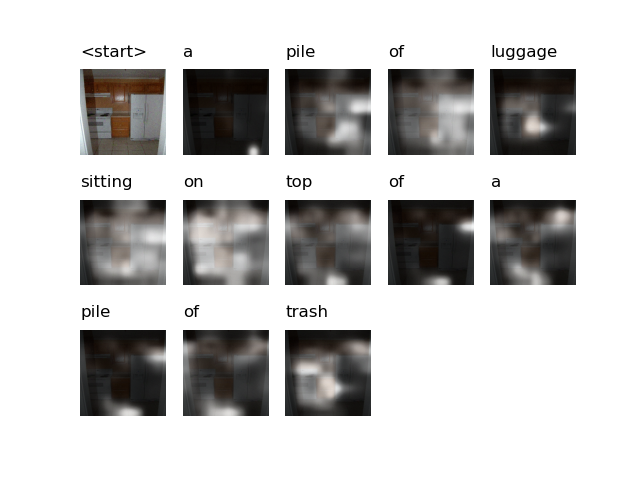 <start> a pile of luggage
sitting on top of a
pile of trash